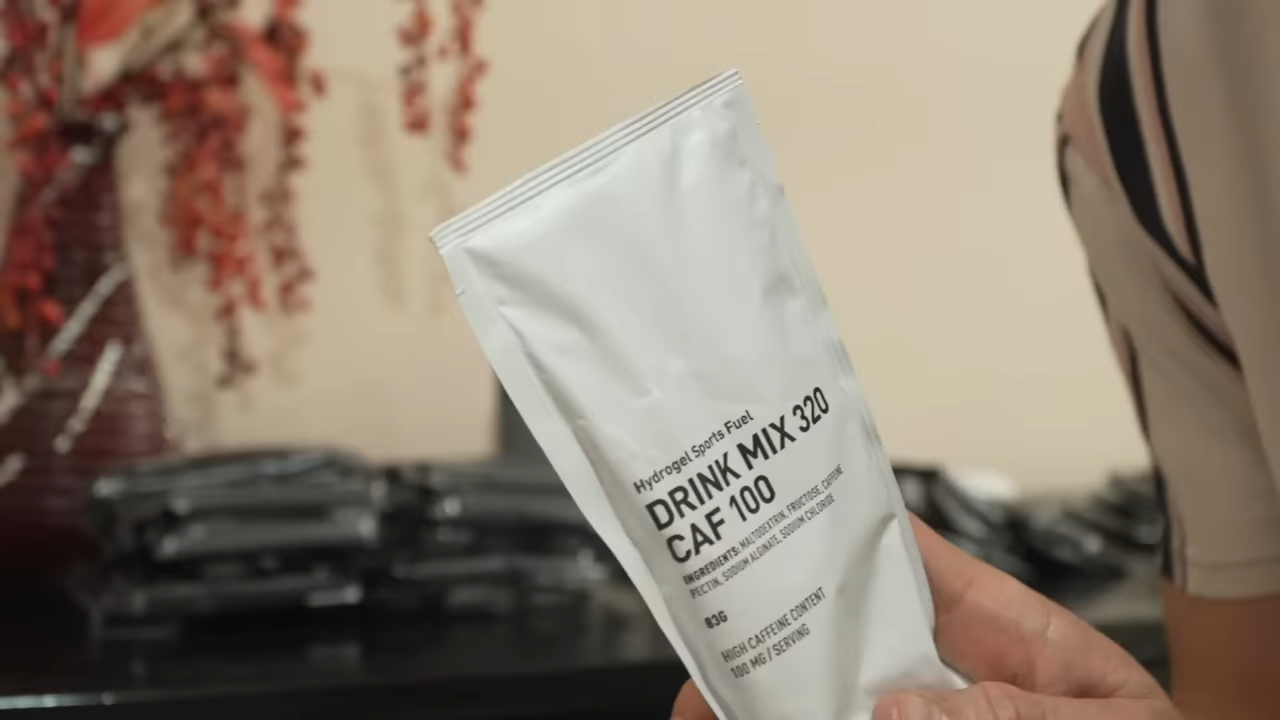 Hydrogel Sports Fuel
DRINK MIX 320
CAF 100
INGREDIENTS: MALTODEXTRIN, FRUCTOSE, CAFFEINE
PECTIN, SODIUM ALGINATE, SODIUM CHLORIDE
83G
HIGH CAFFEINE CONTENT
100 MG / SERVING